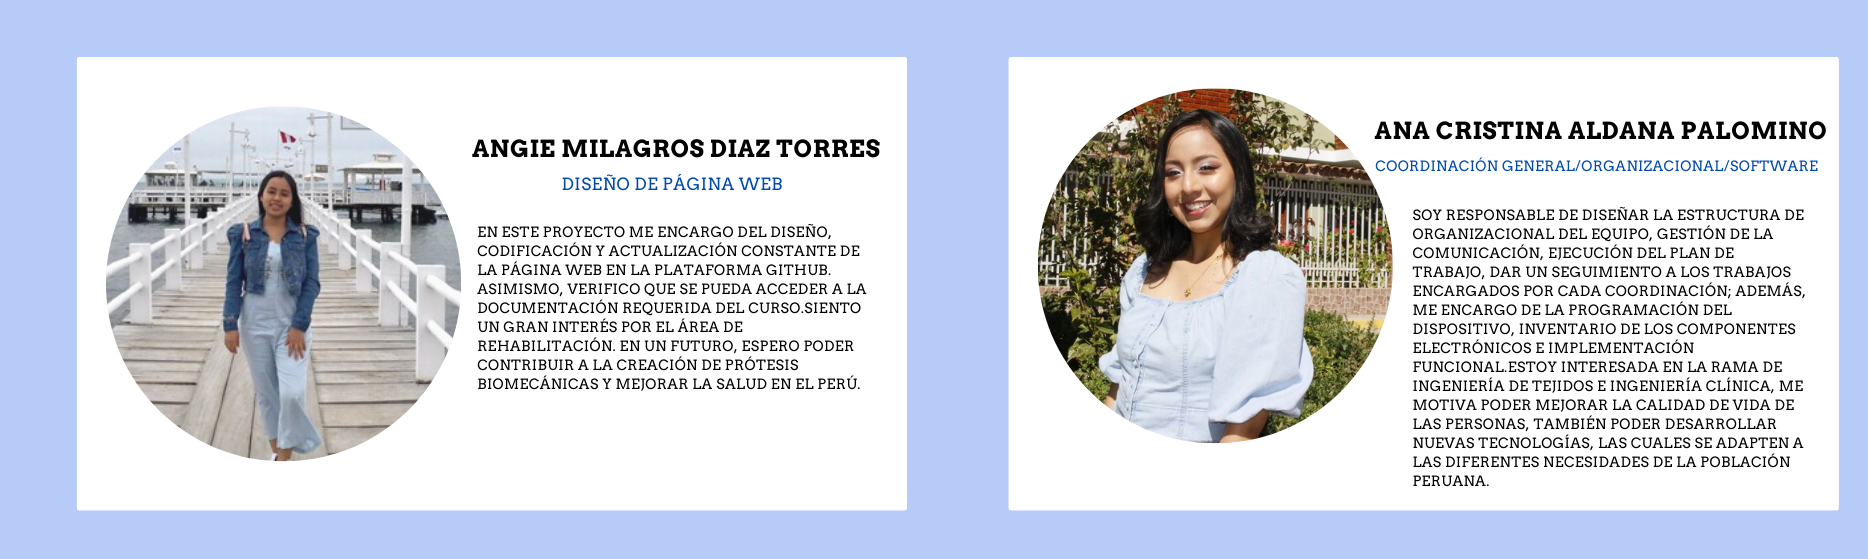 ANGIE MILAGROS DIAZ TORRES
DISEÑO DE PÁGINA WEB
EN ESTE PROYECTO ME ENCARGO DEL DISEÑO,
CODIFICACIÓN Y ACTUALIZACIÓN CONSTANTE DE
LA PÁGINA WEB EN LA PLATAFORMA GITHUB.
ASIMISMO, VERIFICO QUE SE PUEDA ACCEDER A LA
DOCUMENTACIÓN REQUERIDA DEL CURSO.SIENTO
UN GRAN INTERÉS POR EL ÁREA DE
REHABILITACIÓN. EN UN FUTURO, ESPERO PODER
CONTRIBUIR A LA CREACIÓN DE PRÓTESIS
BIOMECÁNICAS Y MEJORAR LA SALUD EN EL PERÚ.
ANA CRISTINA ALDANA PALOMINO
COORDINACIÓN GENERAL/ORGANIZACIONAL/SOFTWARE
SOY RESPONSABLE DE DISEÑAR LA ESTRUCTURA DE
ORGANIZACIONAL DEL EQUIPO, GESTIÓN DE LA
COMUNICACIÓN, EJECUCIÓN DEL PLAN DE
TRABAJO, DAR UN SEGUIMIENTO A LOS TRABAJOS
ENCARGADOS POR CADA COORDINACIÓN; ADEMÁS,
ME ENCARGO DE LA PROGRAMACIÓN DEL
DISPOSITIVO, INVENTARIO DE LOS COMPONENTES
ELECTRÓNICOS E IMPLEMENTACIÓN
FUNCIONAL.ESTOY INTERESADA EN LA RAMA DE
INGENIERÍA DE TEJIDOS E INGENIERÍA CLÍNICA, ME
MOTIVA PODER MEJORAR LA CALIDAD DE VIDA DE
LAS PERSONAS, TAMBIÉN PODER DESARROLLAR
NUEVAS TECNOLOGÍAS, LAS CUALES SE ADAPTEN A
LAS DIFERENTES NECESIDADES DE LA POBLACIÓN
PERUANA.